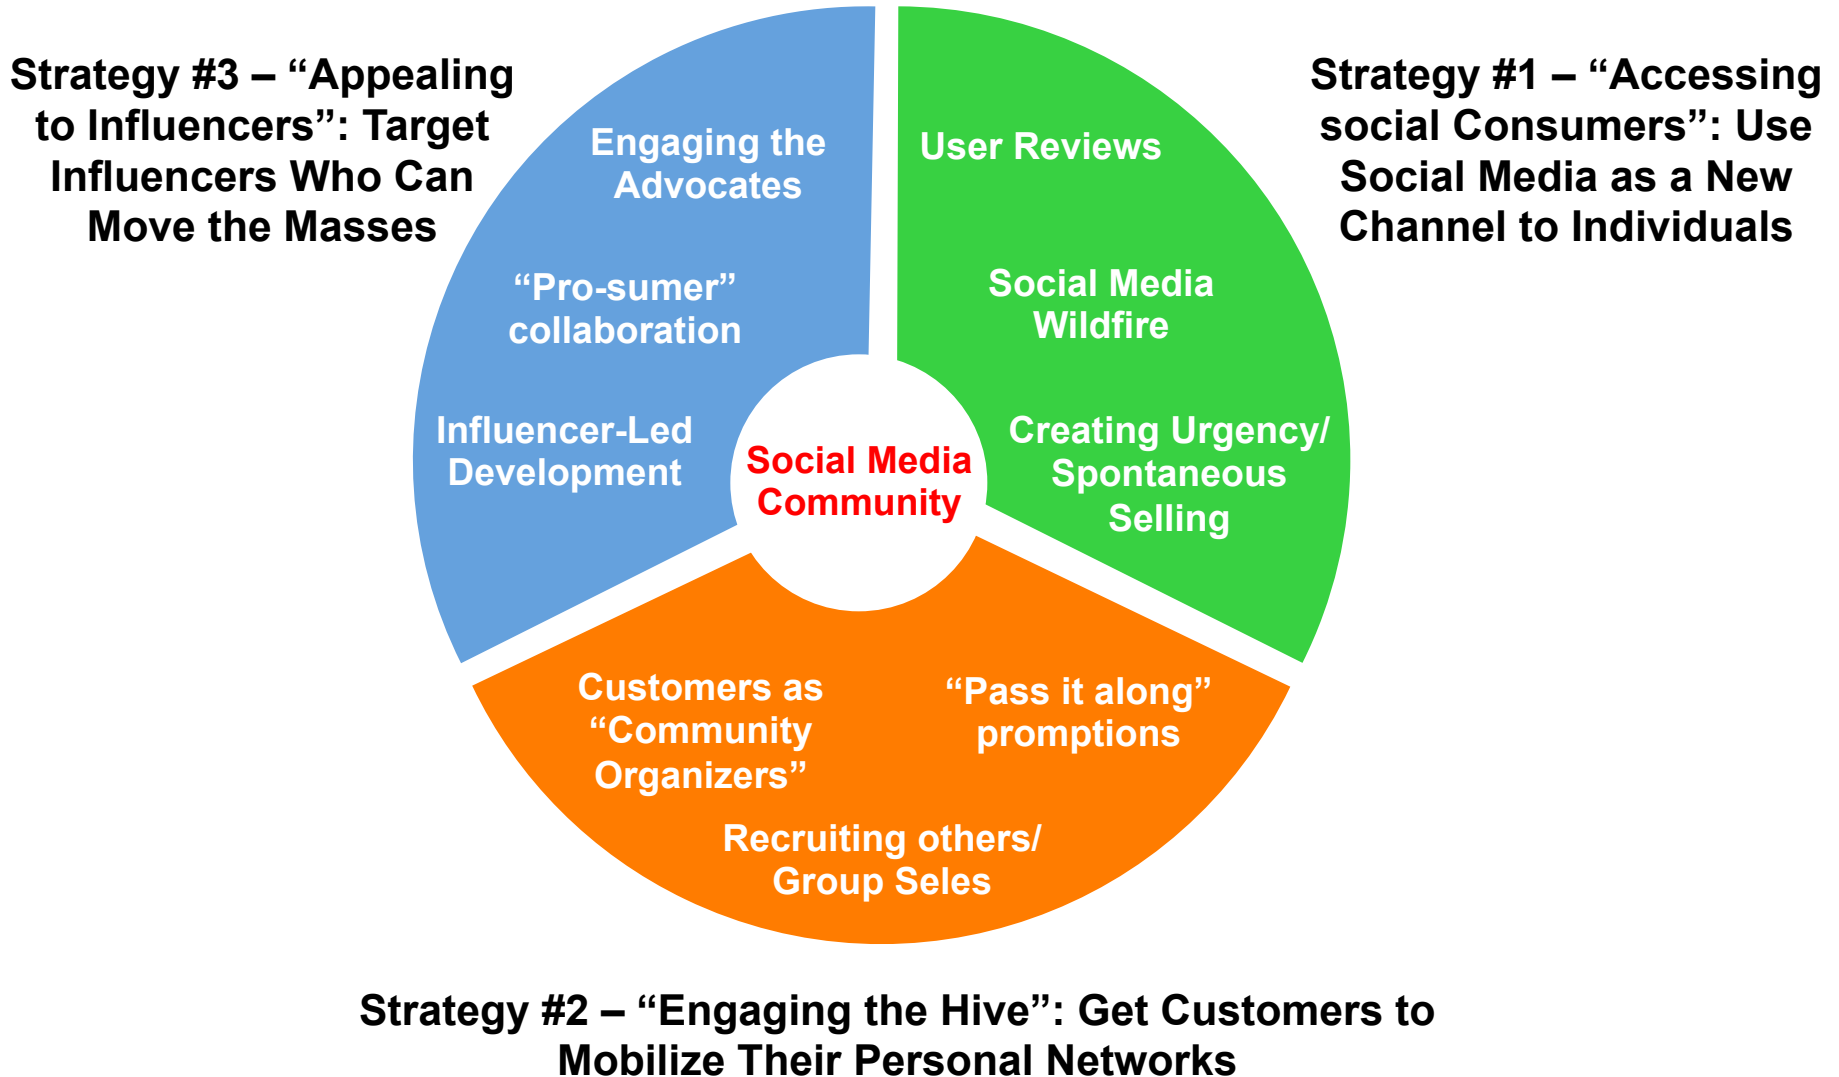 Strategy #3 – “Appealing
to Influencers”: Target
Influencers Who Can
Move the Masses
Strategy #1 – “Accessing
social Consumers”: Use
Social Media as a New
Channel to Individuals
Engaging the
Advocates
“Pro-sumer”
collaboration
Influencer-Led
Development
User Reviews
Social Media
Wildfire
Creating Urgency/
Spontaneous
Selling
Social Media
Community
Customers as
“Community
Organizers”
“Pass it along”
promptions
Recruiting others/
Group Seles
Strategy #2 – “Engaging the Hive”: Get Customers to
Mobilize Their Personal Networks